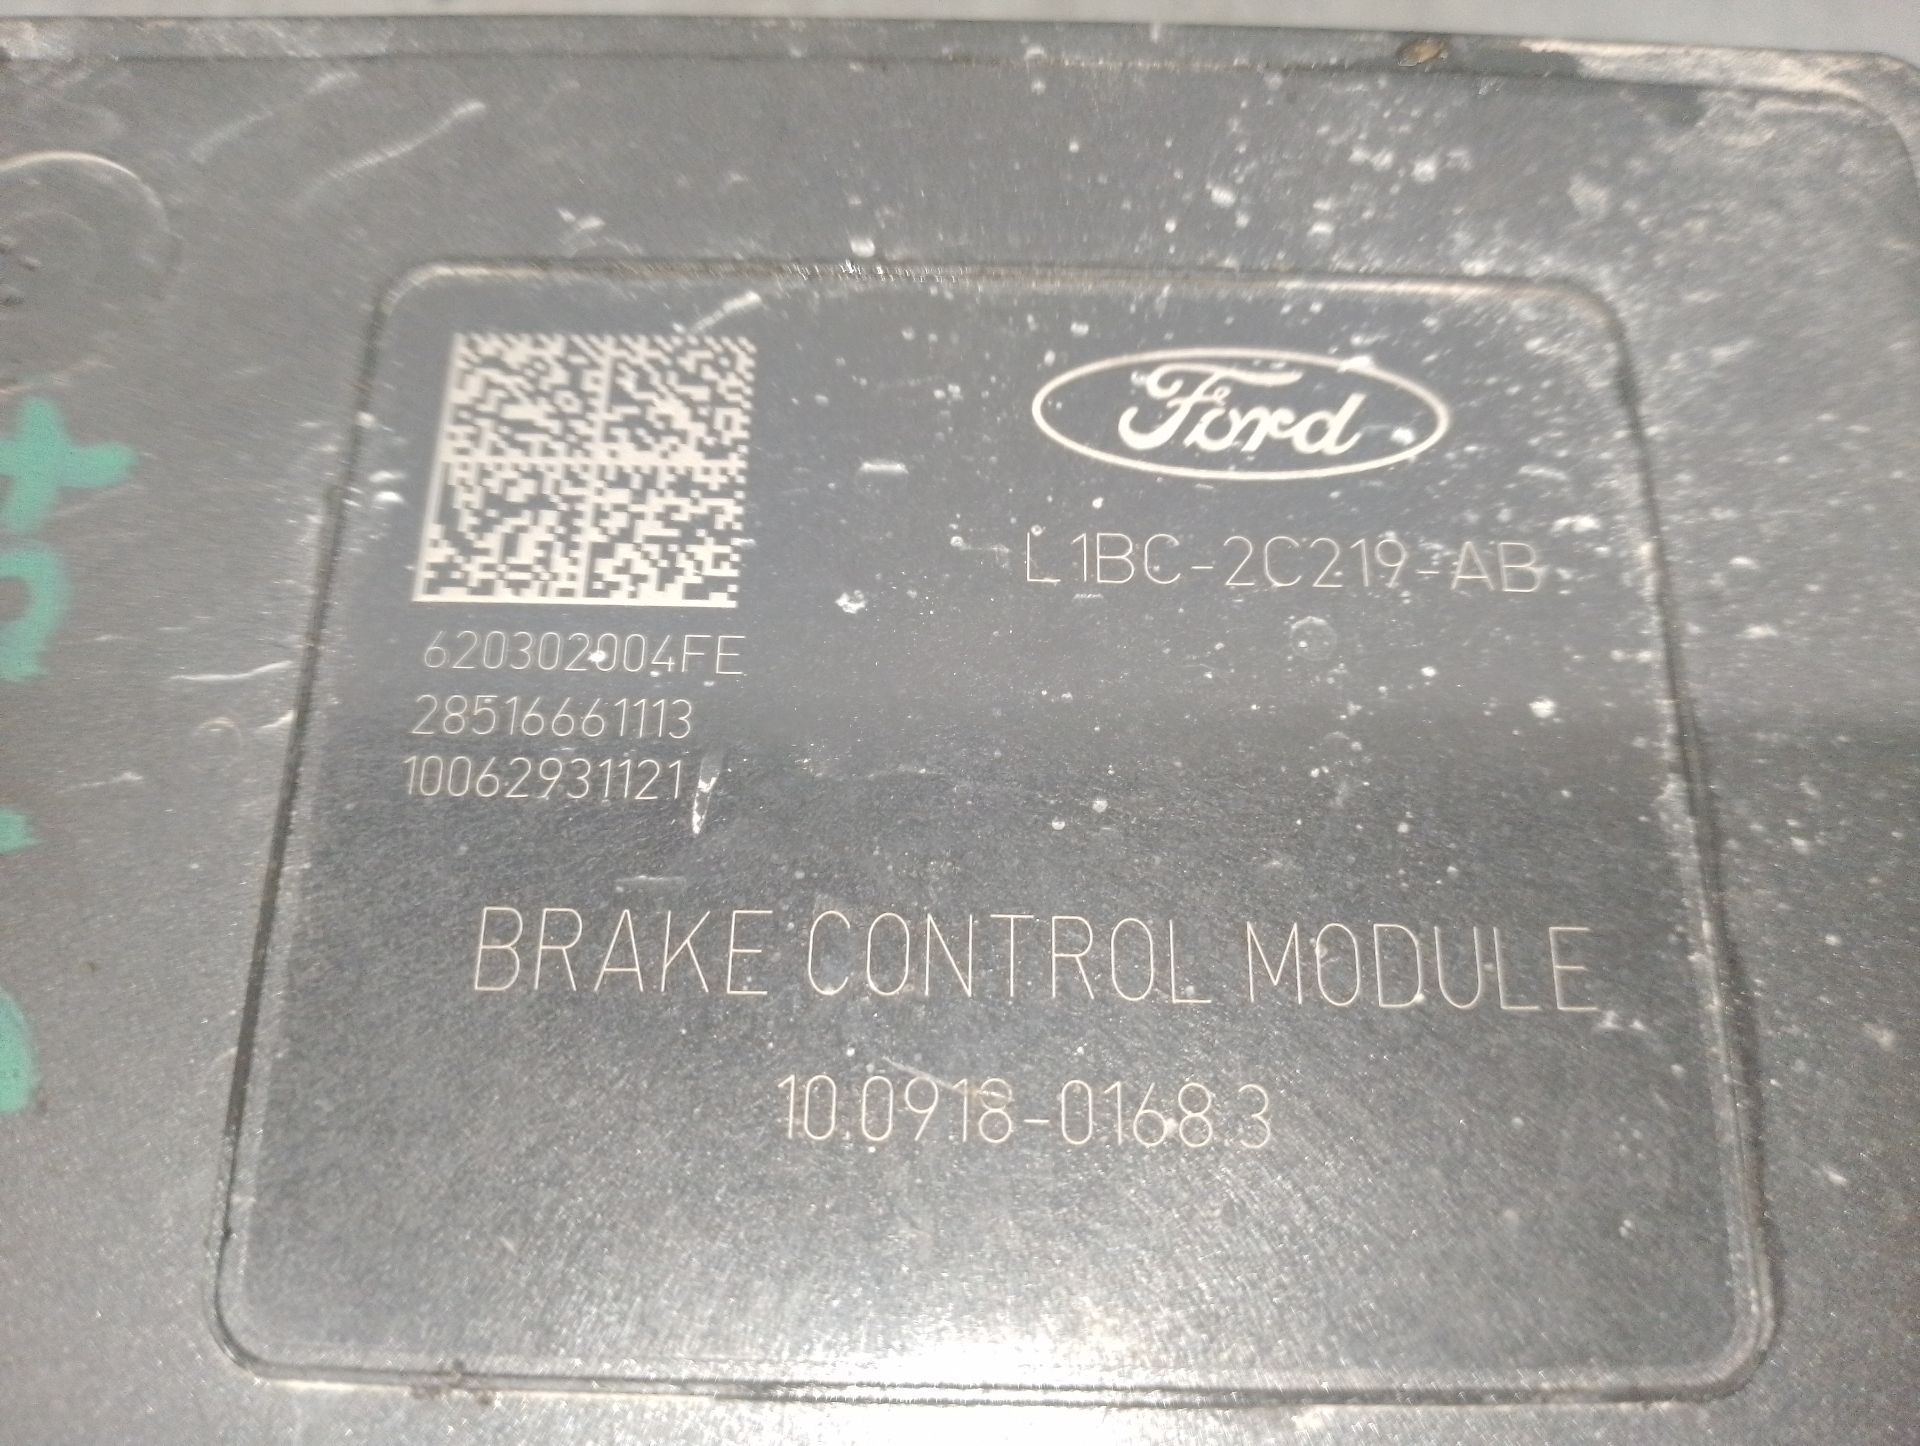 Ford
L1BC-2C219-AB
620302004FE
28516661113
10062931121
BRAKE CONTROL MODULE
10.0918-0168.3